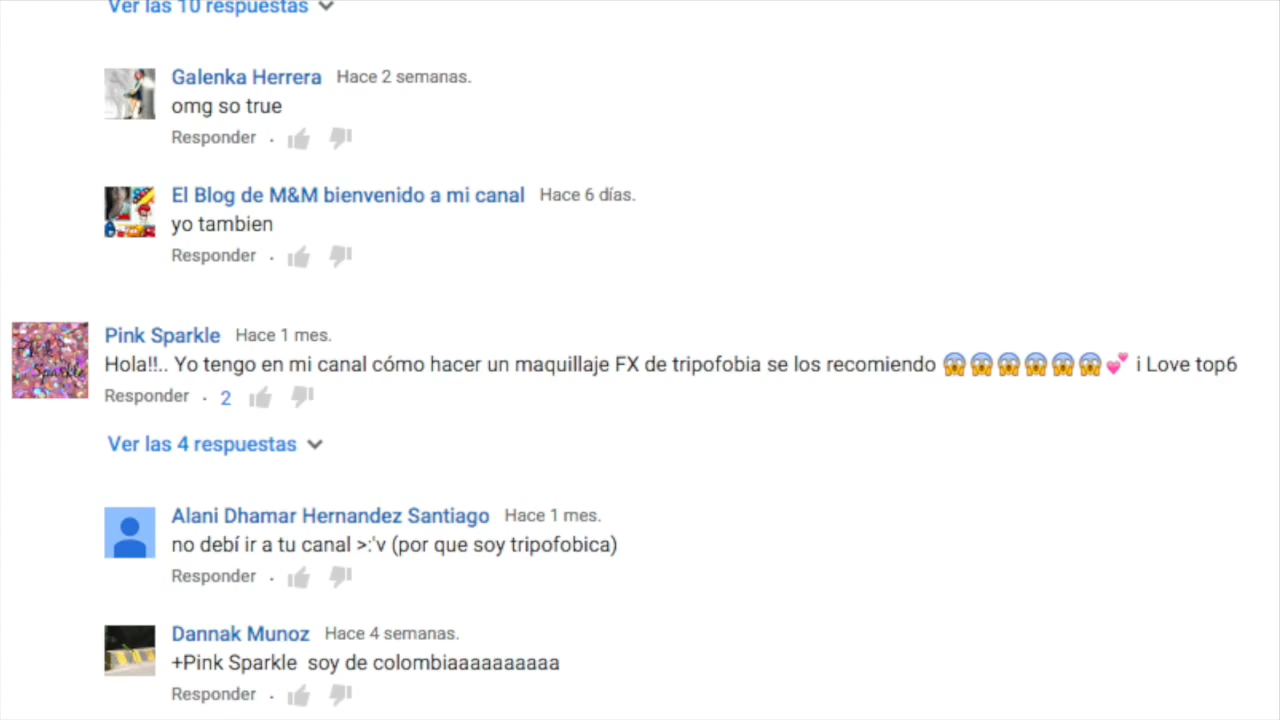 Ver las 10 respuestas
Galenka Herrera Hace 2 semanas.
omg so true
Responder .
El Blog de M&M bienvenido a mi canal Hace 6 días.
yo tambien
Responder .
Pink Sparkle Hace 1 mes.
Hola!!.. Yo tengo en mi canal cómo hacer un maquillaje FX de tripofobia se los recomiendo 😱😱😱😱😱😱💕 i Love top6
Responder . 2
Ver las 4 respuestas
Alani Dhamar Hernandez Santiago Hace 1 mes.
no debí ir a tu canal >:'v (por que soy tripofobica)
Responder .
Dannak Munoz Hace 4 semanas.
+Pink Sparkle soy de colombiaaaaaaaaaa
Responder .